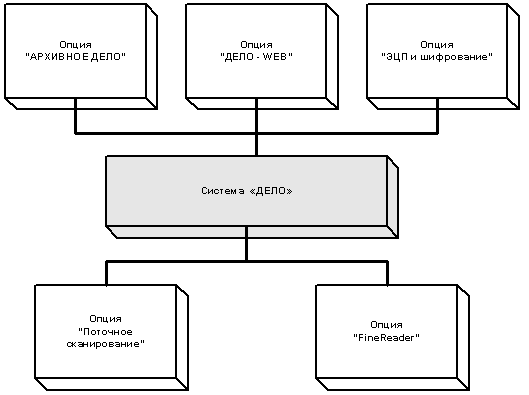 Опция
"АРХИВНОЕ ДЕЛО"
Опция
"ДЕЛО - WEB"
Опция
"ЭЦП и шифрование"
Система «ДЕЛО»
Опция
"Поточное
сканирование"
Опция
"FineReader"